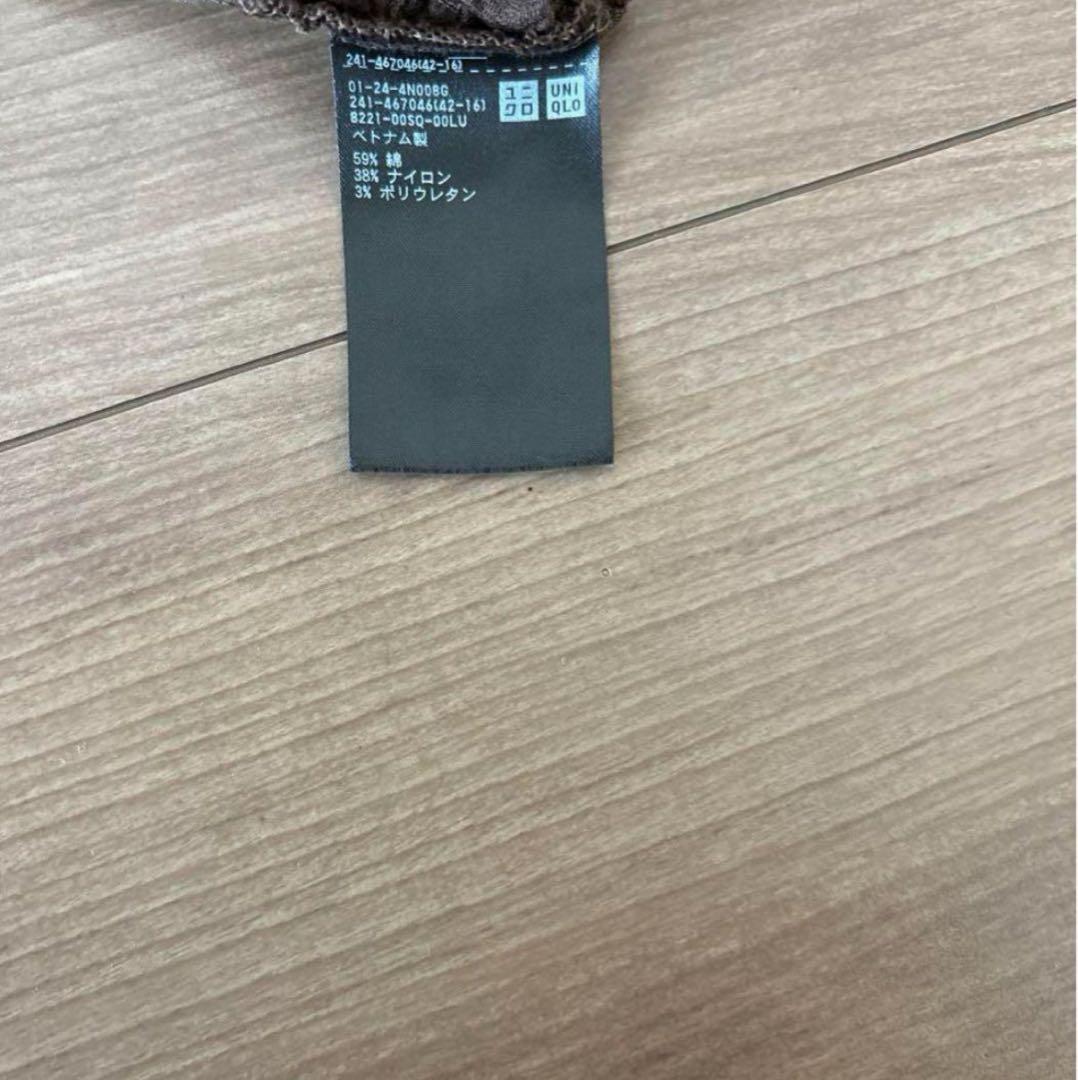 241-467046(42-16)
01-24-4N008G
241-467046(42-16)
8221-00SQ-00LU
ベトナム製
59% 綿
38% ナイロン
3% ポリウレタン
ユニ
クロ
UNI
QLO